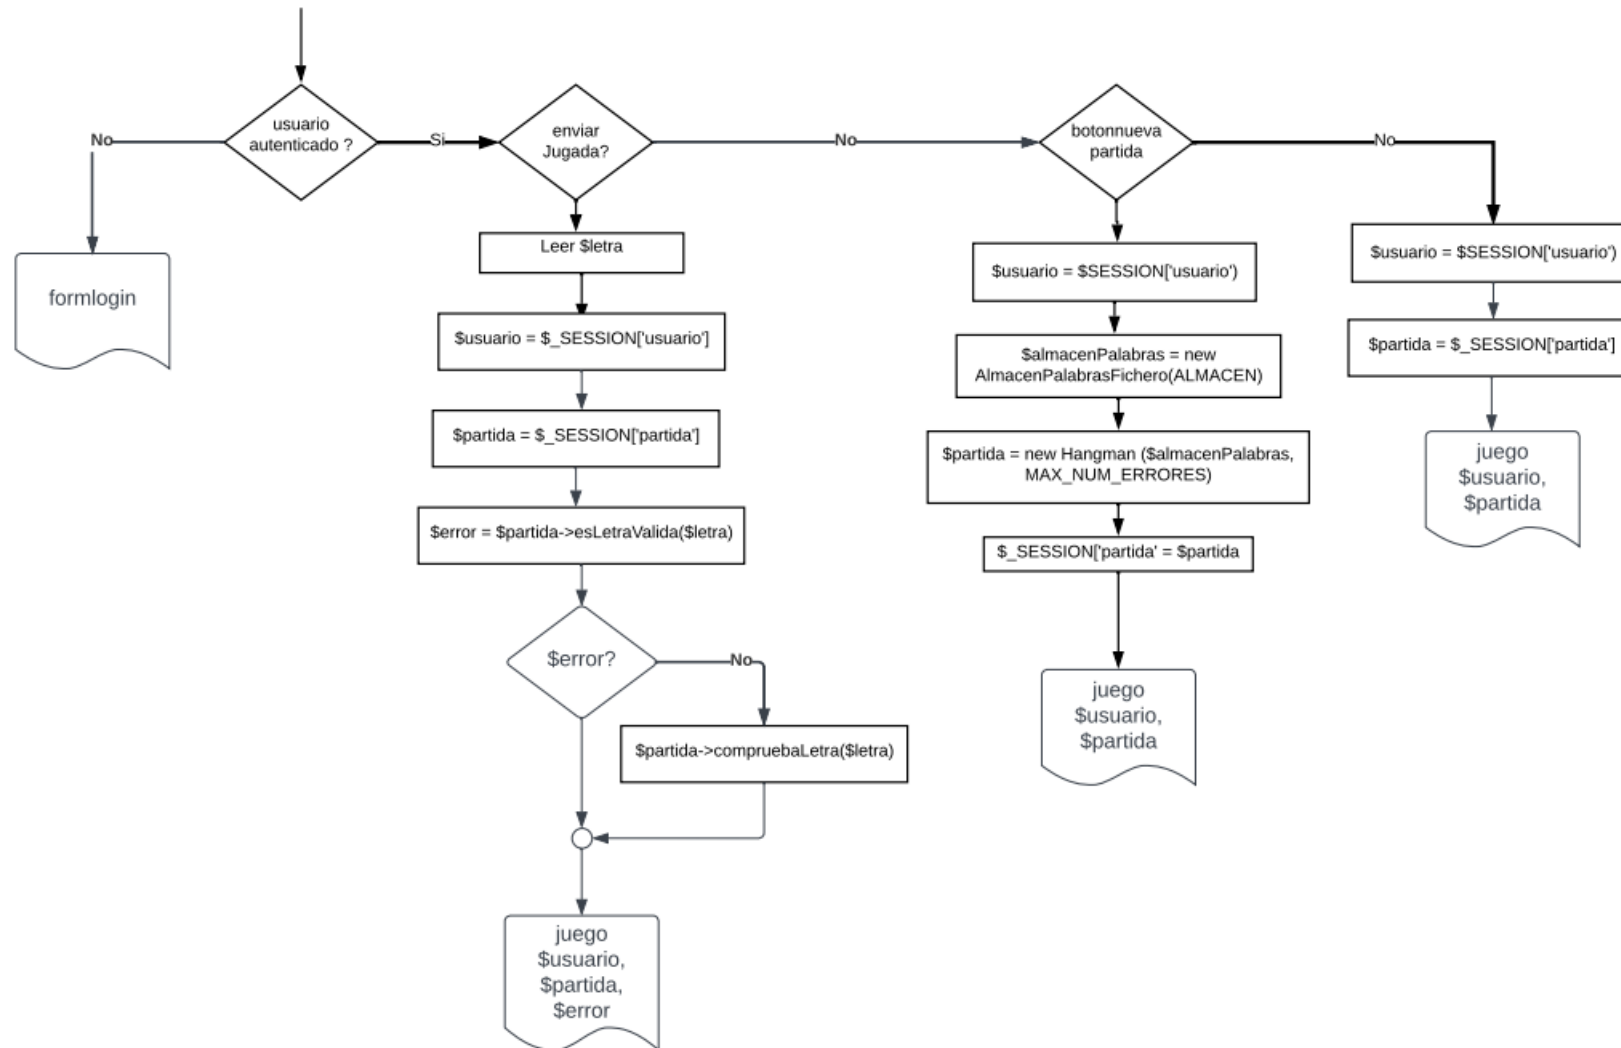 usuario
autenticado ?
No
Si
enviar
Jugada?
No
botonnueva
partida
No
formlogin
Leer $letra
$usuario = $_SESSION['usuario']
$partida = $_SESSION['partida']
$error = $partida->esLetraValida($letra)
$error?
No
$partida->compruebaLetra($letra)
juego
$usuario,
$partida,
$error
$usuario = $SESSION['usuario')
$almacenPalabras = new
AlmacenPalabrasFichero(ALMACEN)
$partida = new Hangman ($almacenPalabras,
MAX_NUM_ERRORES)
$_SESSION['partida' = $partida
juego
$usuario,
$partida
$usuario = $SESSION['usuario')
$partida = $_SESSION['partida']
juego
$usuario,
$partida